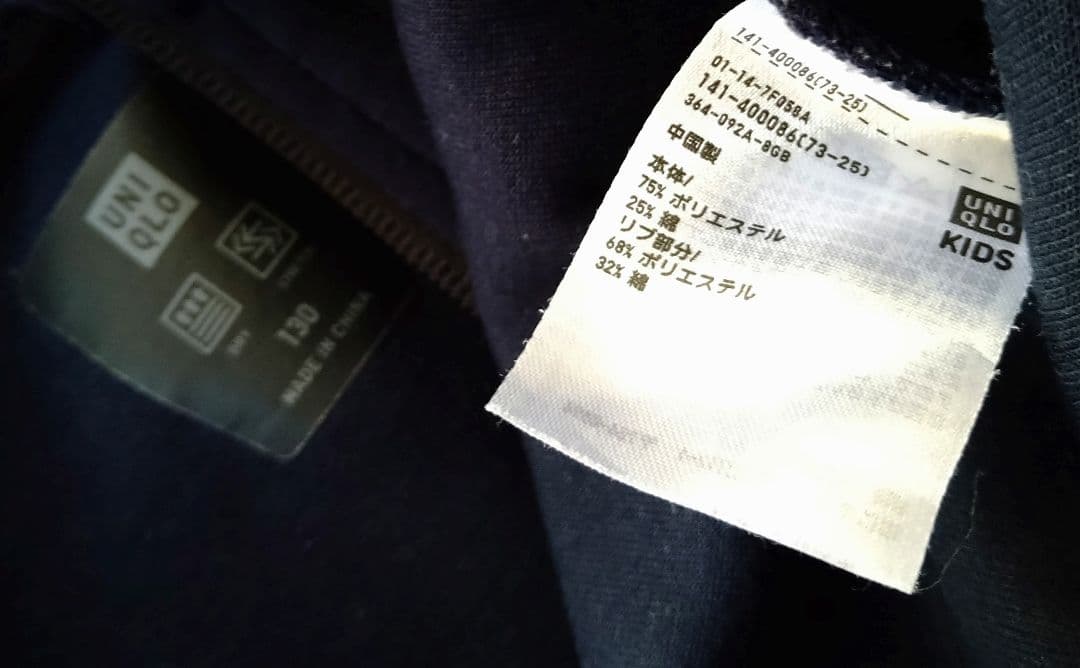 UNI
QLO
130
MADE IN CHINA
141-400086(73-25)
01-14-7F058A
141-400086(73-25)
364-092A-8GB
中国製
本体/
75% ポリエステル
25% 綿
リブ部分/
68% ポリエステル
32% 綿
UNI
QLO
KIDS